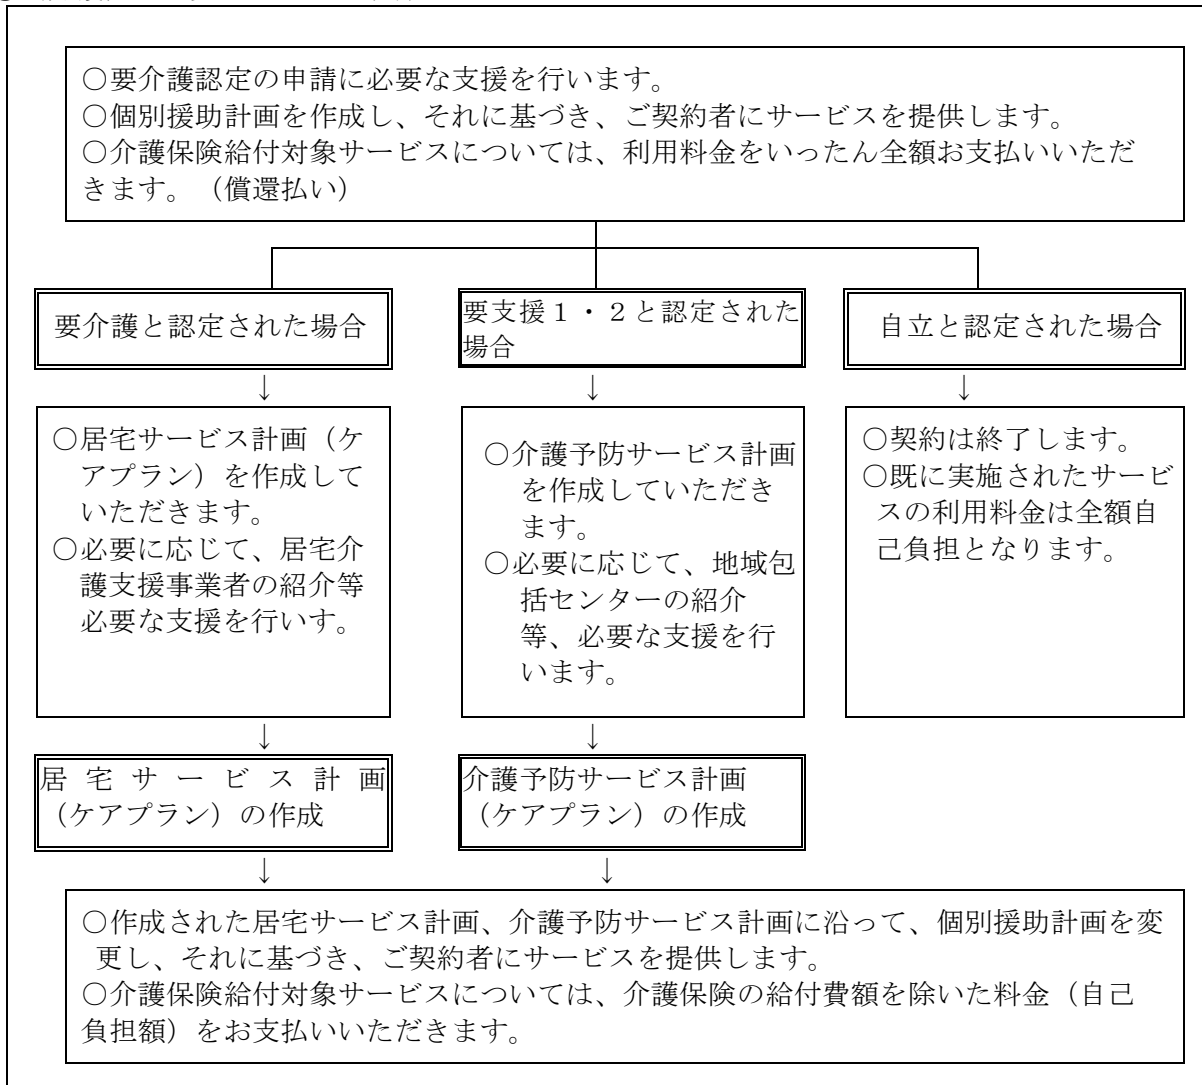 ○要介護認定の申請に必要な支援を行います。
○個別援助計画を作成し、それに基づき、ご契約者にサービスを提供します。
○介護保険給付対象サービスについては、利用料金をいったん全額お支払いいただ
きます。（償還払い）
要介護と認定された場合
要支援１・２と認定された
場合
自立と認定された場合
↓
↓
↓
○居宅サービス計画（ケ
アプラン）を作成して
いただきます。
○必要に応じて、居宅介
護支援事業者の紹介等
必要な支援を行いす。
○介護予防サービス計画
を作成していただき
ます。
○必要に応じて、地域包
括センターの紹介
等、必要な支援を行
います。
○契約は終了します。
○既に実施されたサービ
スの利用料金は全額自
己負担となります。
↓
↓
居宅サービス計画
（ケアプラン）の作成
介護予防サービス計画
（ケアプラン）の作成
↓
↓
○作成された居宅サービス計画、介護予防サービス計画に沿って、個別援助計画を変
更し、それに基づき、ご契約者にサービスを提供します。
○介護保険給付対象サービスについては、介護保険の給付費額を除いた料金（自己
負担額）をお支払いいただきます。